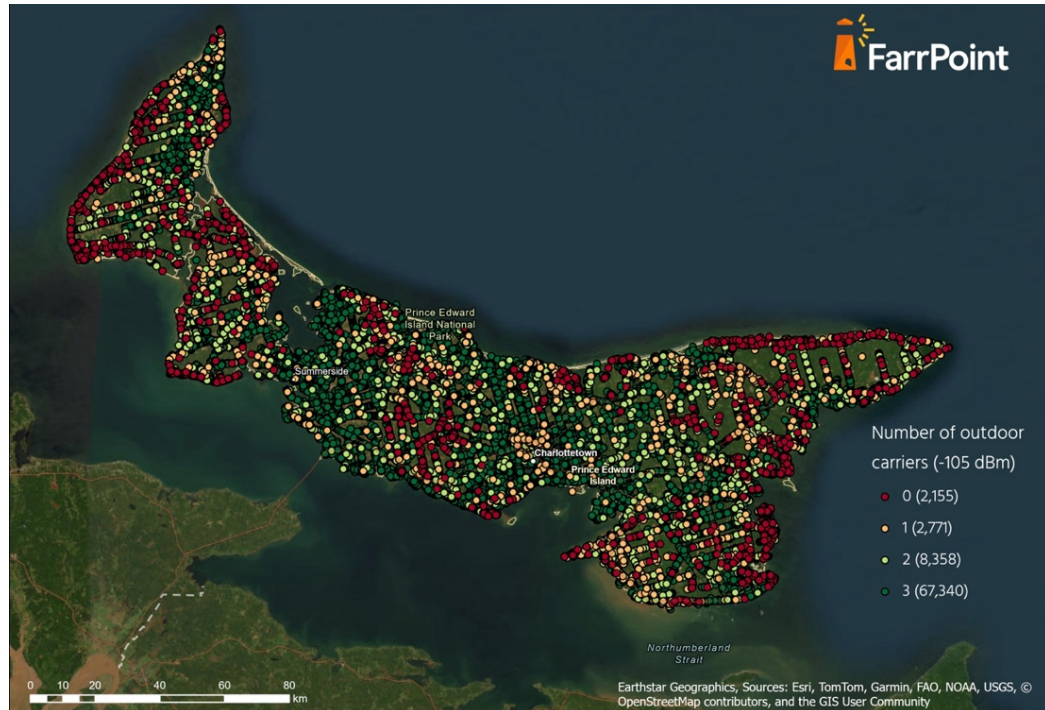 FarrPoint
Prince Edward
Island National
Park
Summerside
Charlottetown
Prince Edward
Island
Number of outdoor
carriers (-105 dBm)
0 (2,155)
1 (2,771)
2 (8,358)
3 (67,340)
Northumberland
Strait
0 10 20 40 60 80
km
Earthstar Geographics, Sources: Esri, TomTom, Garmin, FAO, NOAA, USGS, ©
OpenStreetMap contributors, and the GIS User Community